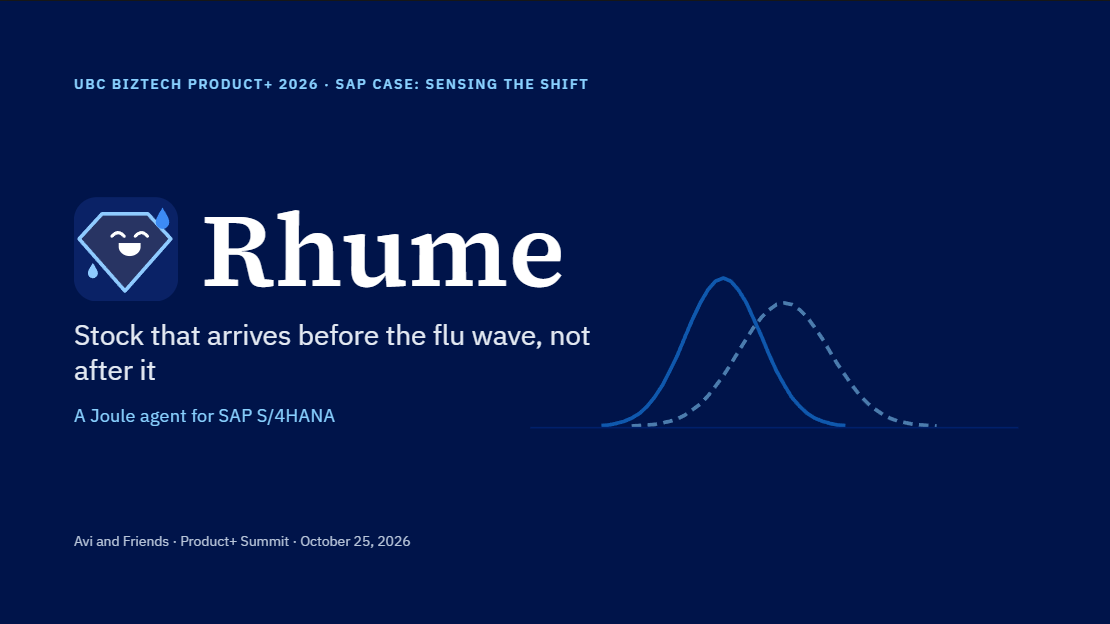 UBC BIZTECH PRODUCT+ 2026 · SAP CASE: SENSING THE SHIFT
Rhume
Stock that arrives before the flu wave, not
after it
A Joule agent for SAP S/4HANA
Avi and Friends · Product+ Summit · October 25, 2026